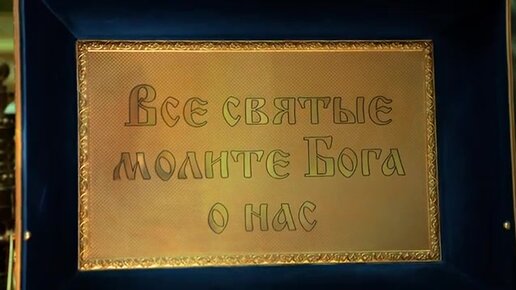 Все святые
молите Бога
о нас